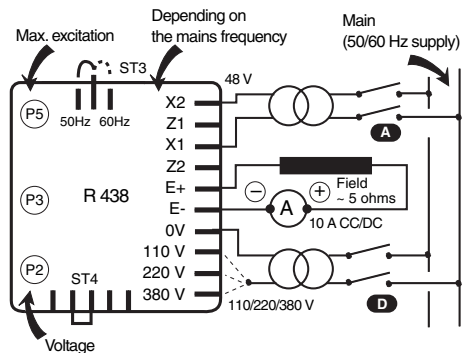 Max. excitation
Depending on
the mains frequency
Main
(50/60 Hz supply)
ST3
48 V
P5
50Hz
60Hz
X2
Z1
X1
A
Z2
P3
R 438
E+
E-
− A +
Field
~ 5 ohms
10 A CC/DC
0V
110 V
220 V
380 V
P2
ST4
110/220/380 V
D
Voltage